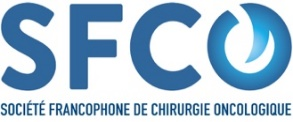 SFCO
SOCIÉTÉ FRANCOPHONE DE CHIRURGIE ONCOLOGIQUE